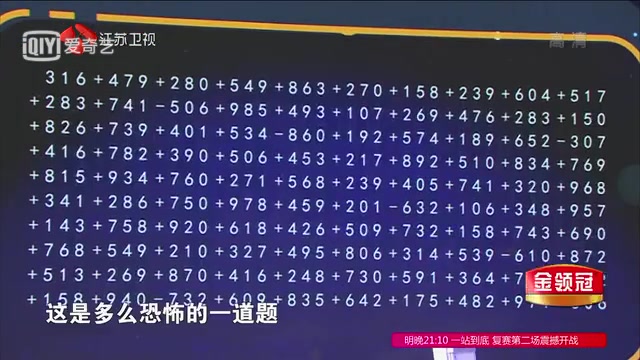 iQIYI 爱奇艺 江苏卫视
高清
316+479+280+549+863+270+158+239+604+517
+283+741-506+985+493+107+269+476+283+150
+826+739+401+534-860+192+574+189+652-307
+416+782+390+506+453+217+892+510+834+769
+815+934+760+271+568+239+405+741+320+968
+341+286+750+978+459+201-632+106+348+957
+143+758+920+618+426+509+732+158+743+690
+768+549+210+327+495+806+314+539-610+872
+513+269+870+416+248+730+591+364+7
+158+940-732+609+835+642+175+482+97
金领冠
这是多么恐怖的一道题
明晚21:10 一站到底 复赛第二场震撼开战